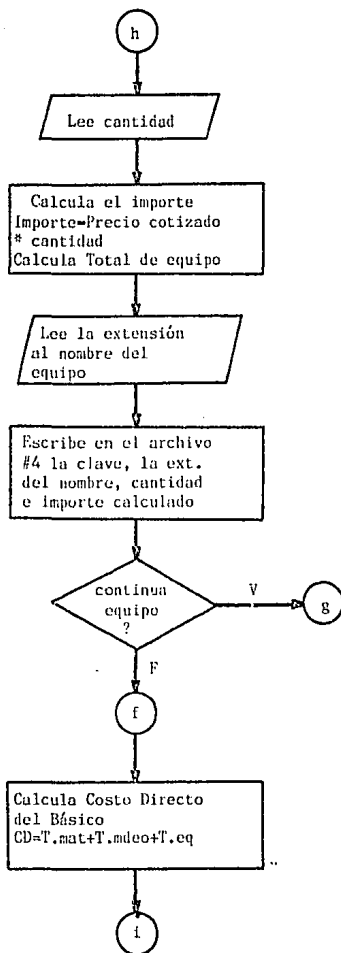 h
Lee cantidad
Calcula el importe
Importe=Precio cotizado
* cantidad
Calcula Total de equipo
Lee la extensión
al nombre del
equipo
Escribe en el archivo
#4 la clave, la ext.
del nombre, cantidad
e importe calculado
continua
equipo
?
V
g
F
f
Calcula Costo Directo
del Básico
CD=T.mat+T.mdeo+T.eq
i